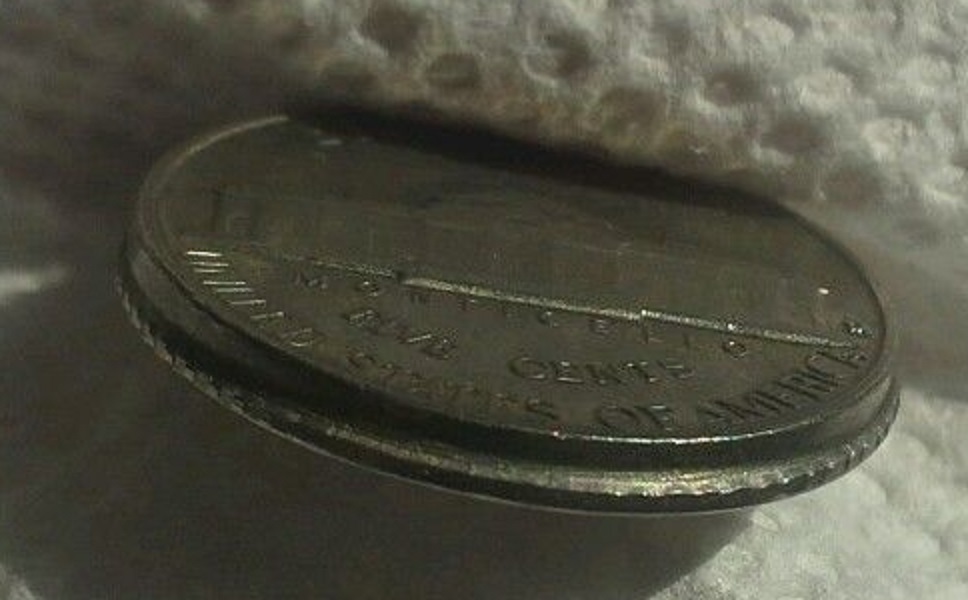 MONTICELLO
FIVE CENTS
UNITED STATES OF AMERICA